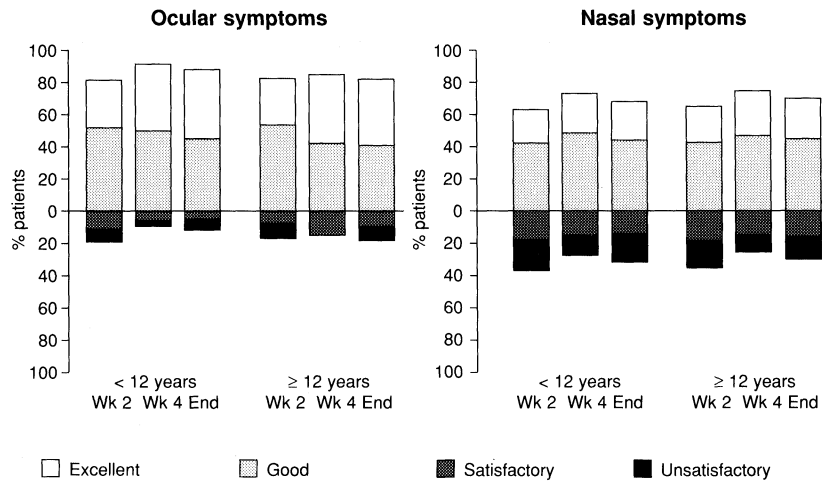 Ocular symptoms
Nasal symptoms
100
80
60
40
20
0
20
40
60
80
100
% patients
< 12 years
≥ 12 years
Wk 2 Wk 4 End
Wk 2 Wk 4 End
100
80
60
40
20
0
20
40
60
80
100
% patients
< 12 years
≥ 12 years
Wk 2 Wk 4 End
Wk 2 Wk 4 End
Excellent
Good
Satisfactory
Unsatisfactory